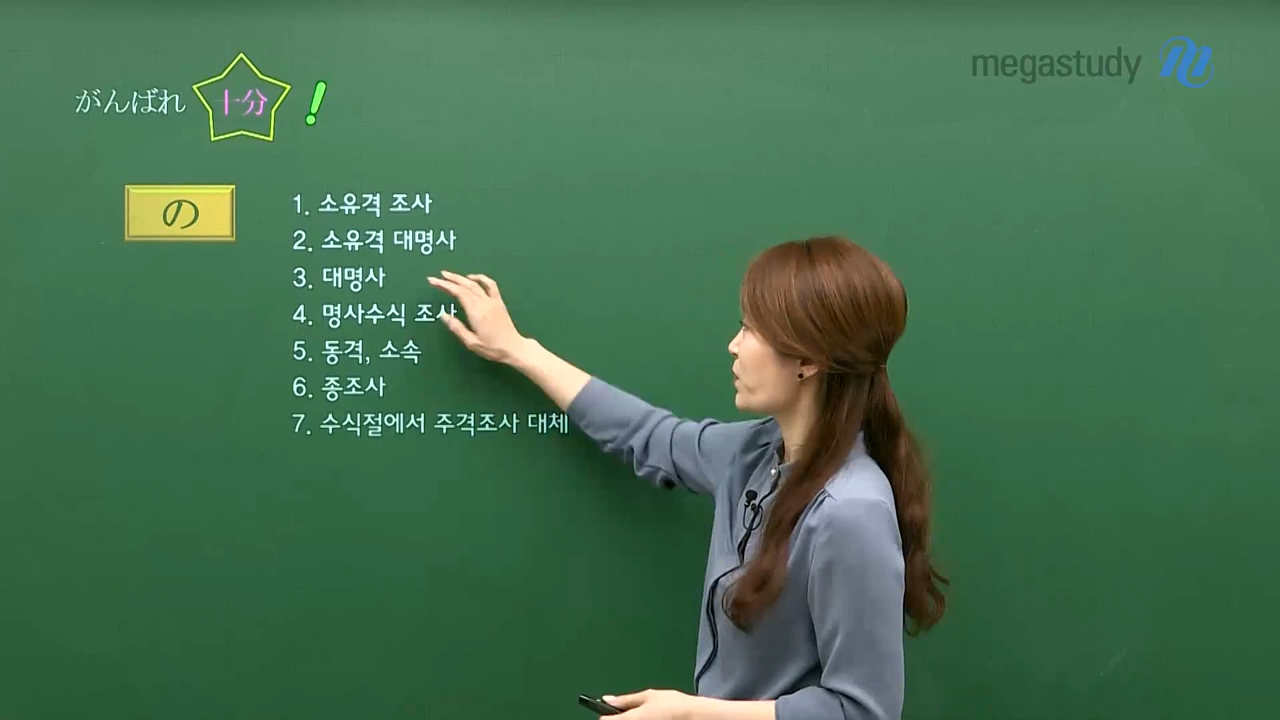 がんばれ 十分 !
megastudy
の
1. 소유격 조사
2. 소유격 대명사
3. 대명사
4. 명사수식 조사
5. 동격, 소속
6. 종조사
7. 수식절에서 주격조사 대체